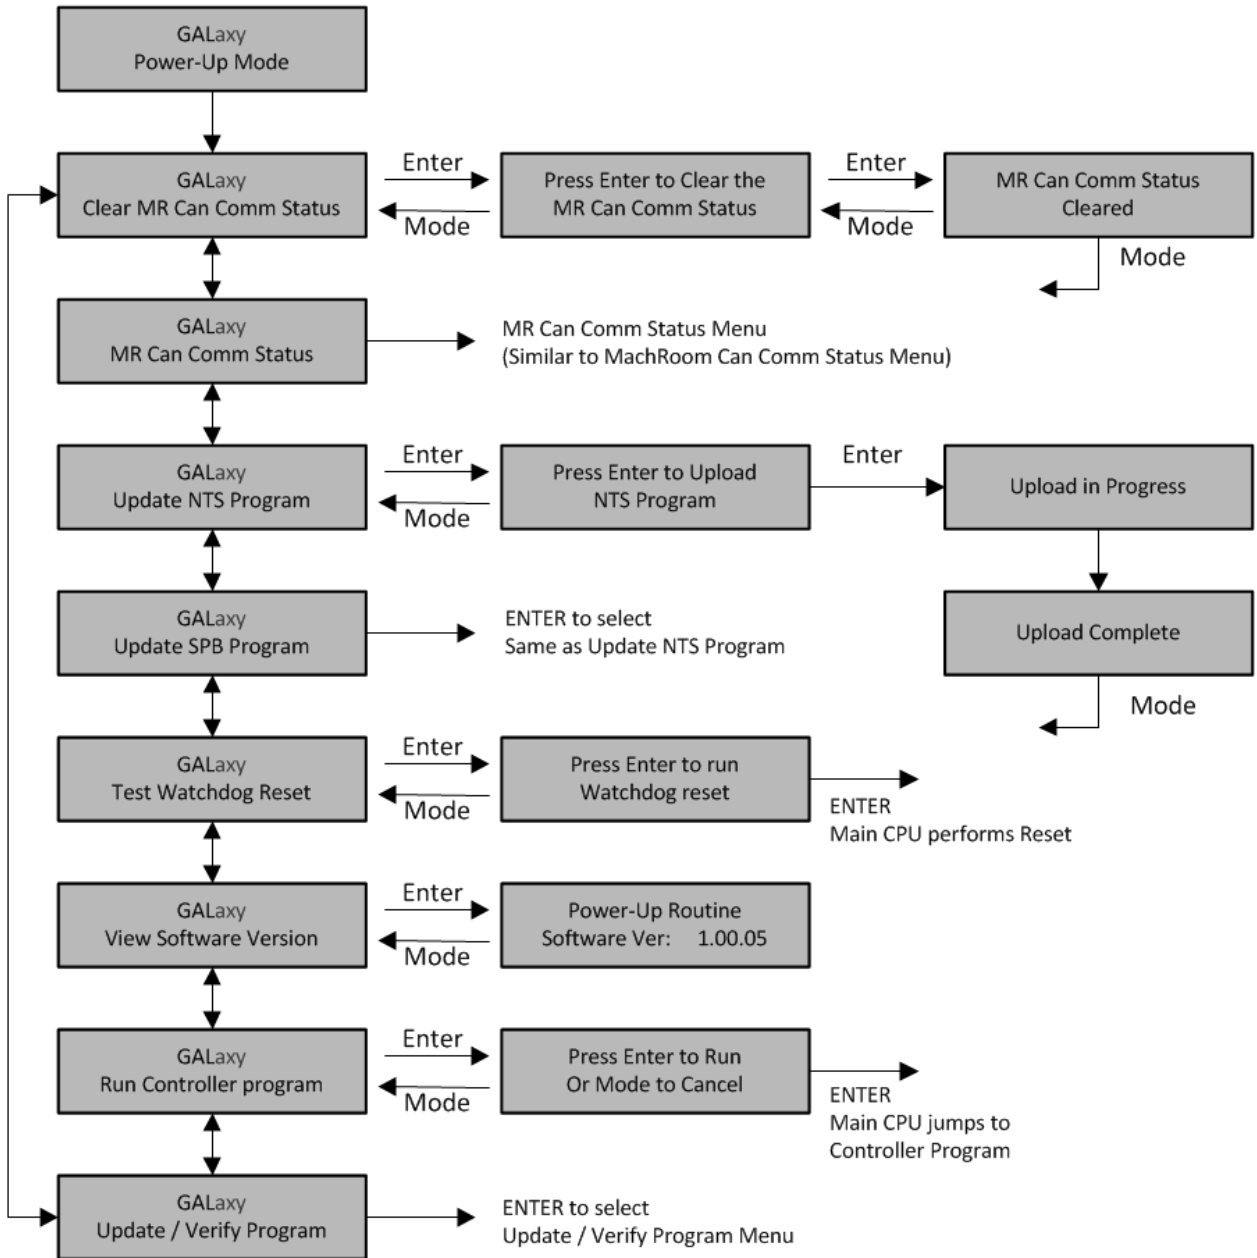 GALaxy
Power-Up Mode
GALaxy
Clear MR Can Comm Status
Enter
Mode
Press Enter to Clear the
MR Can Comm Status
Enter
Mode
MR Can Comm Status
Cleared
Mode
GALaxy
MR Can Comm Status
MR Can Comm Status Menu
(Similar to MachRoom Can Comm Status Menu)
GALaxy
Update NTS Program
Enter
Mode
Press Enter to Upload
NTS Program
Enter
Upload in Progress
Upload Complete
Mode
GALaxy
Update SPB Program
ENTER to select
Same as Update NTS Program
GALaxy
Test Watchdog Reset
Enter
Mode
Press Enter to run
Watchdog reset
ENTER
Main CPU performs Reset
GALaxy
View Software Version
Enter
Mode
Power-Up Routine
Software Ver: 1.00.05
GALaxy
Run Controller program
Enter
Mode
Press Enter to Run
Or Mode to Cancel
ENTER
Main CPU jumps to
Controller Program
GALaxy
Update / Verify Program
ENTER to select
Update / Verify Program Menu